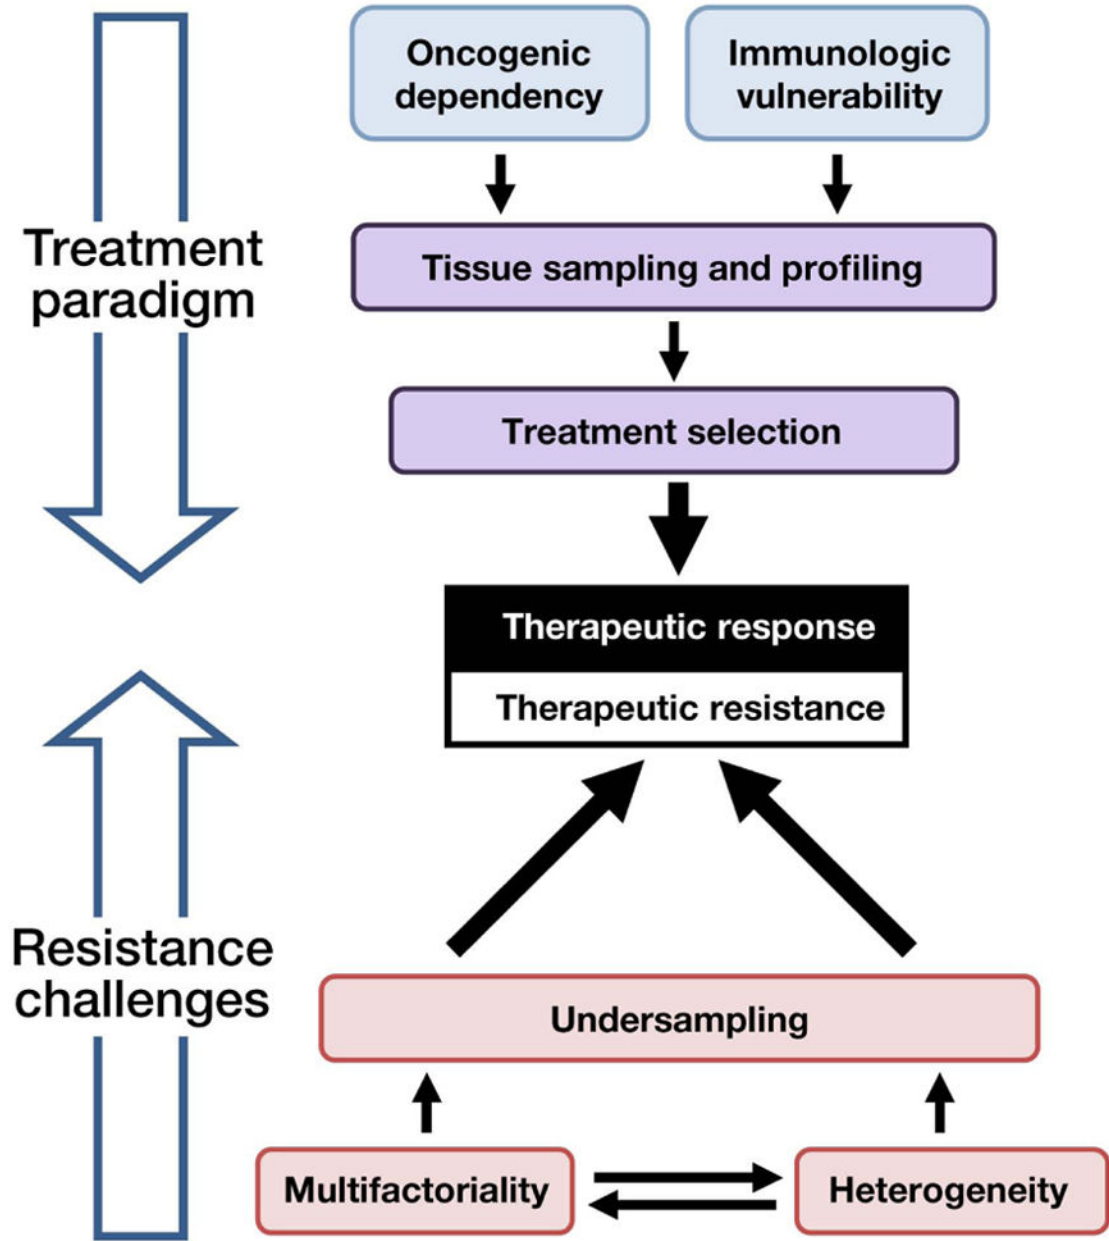 Oncogenic
dependency
Immunologic
vulnerability
Treatment
paradigm
Tissue sampling and profiling
Treatment selection
Therapeutic response
Therapeutic resistance
Resistance
challenges
Undersampling
Multifactoriality
Heterogeneity